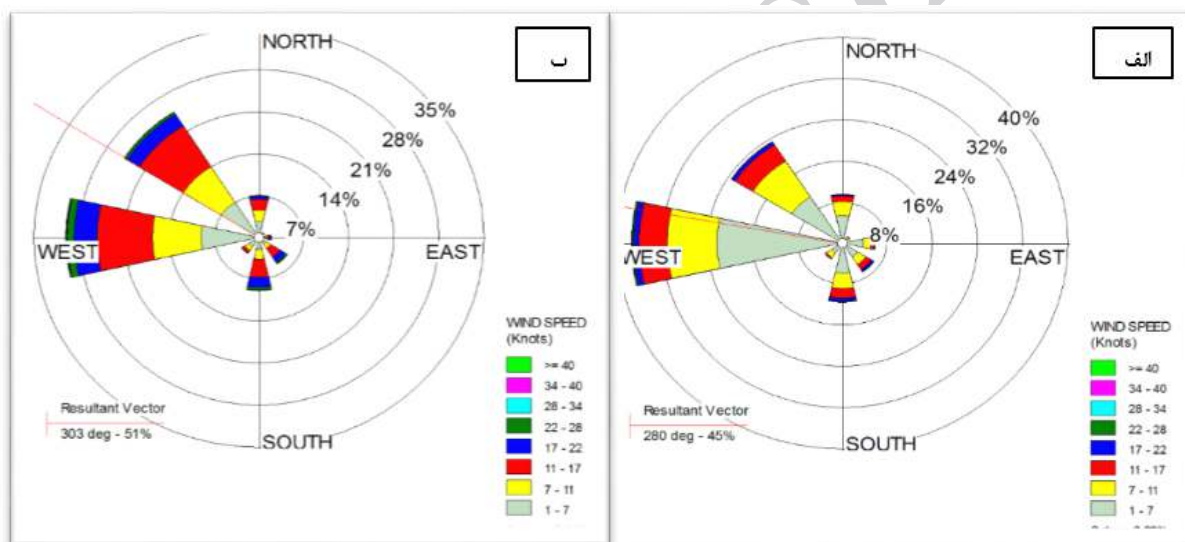 ب
NORTH
35%
28%
21%
14%
7%
WEST
EAST
SOUTH
WIND SPEED
(Knots)
>= 40
34 - 40
28 - 34
22 - 28
17 - 22
11 - 17
7 - 11
1 - 7
Resultant Vector
303 deg - 51%
الف
NORTH
40%
32%
24%
16%
8%
WEST
EAST
SOUTH
WIND SPEED
(Knots)
>= 40
34 - 40
28 - 34
22 - 28
17 - 22
11 - 17
7 - 11
1 - 7
Resultant Vector
280 deg - 45%